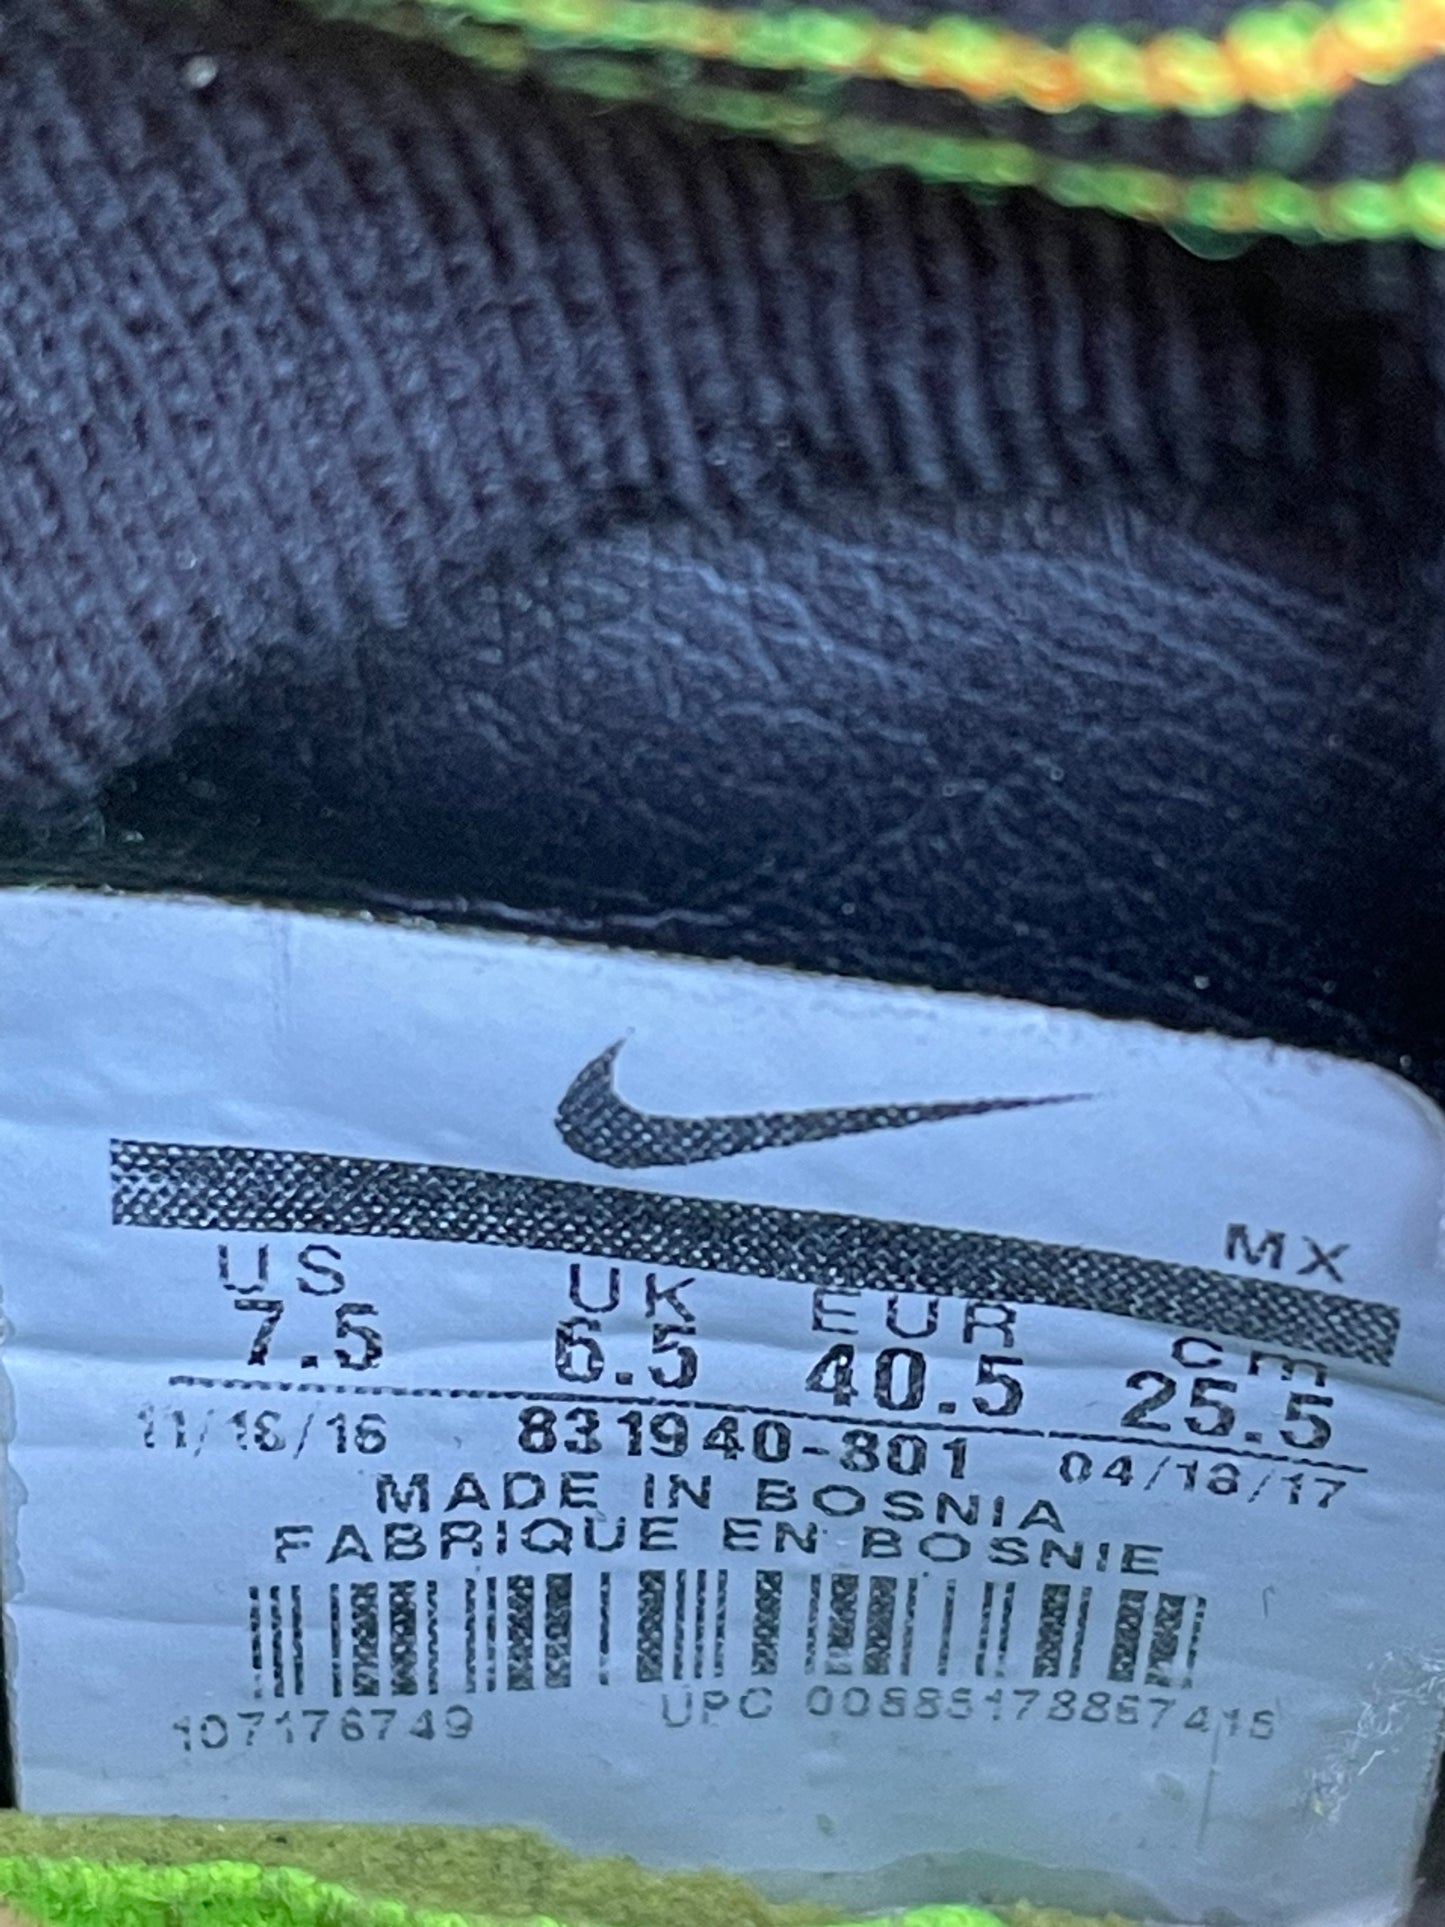 MX
US UK EUR cm
7.5 6.5 40.5 25.5
11/16/16 831940-801 04/18/17
MADE IN BOSNIA
FABRIQUE EN BOSNIE
107176749 UPC